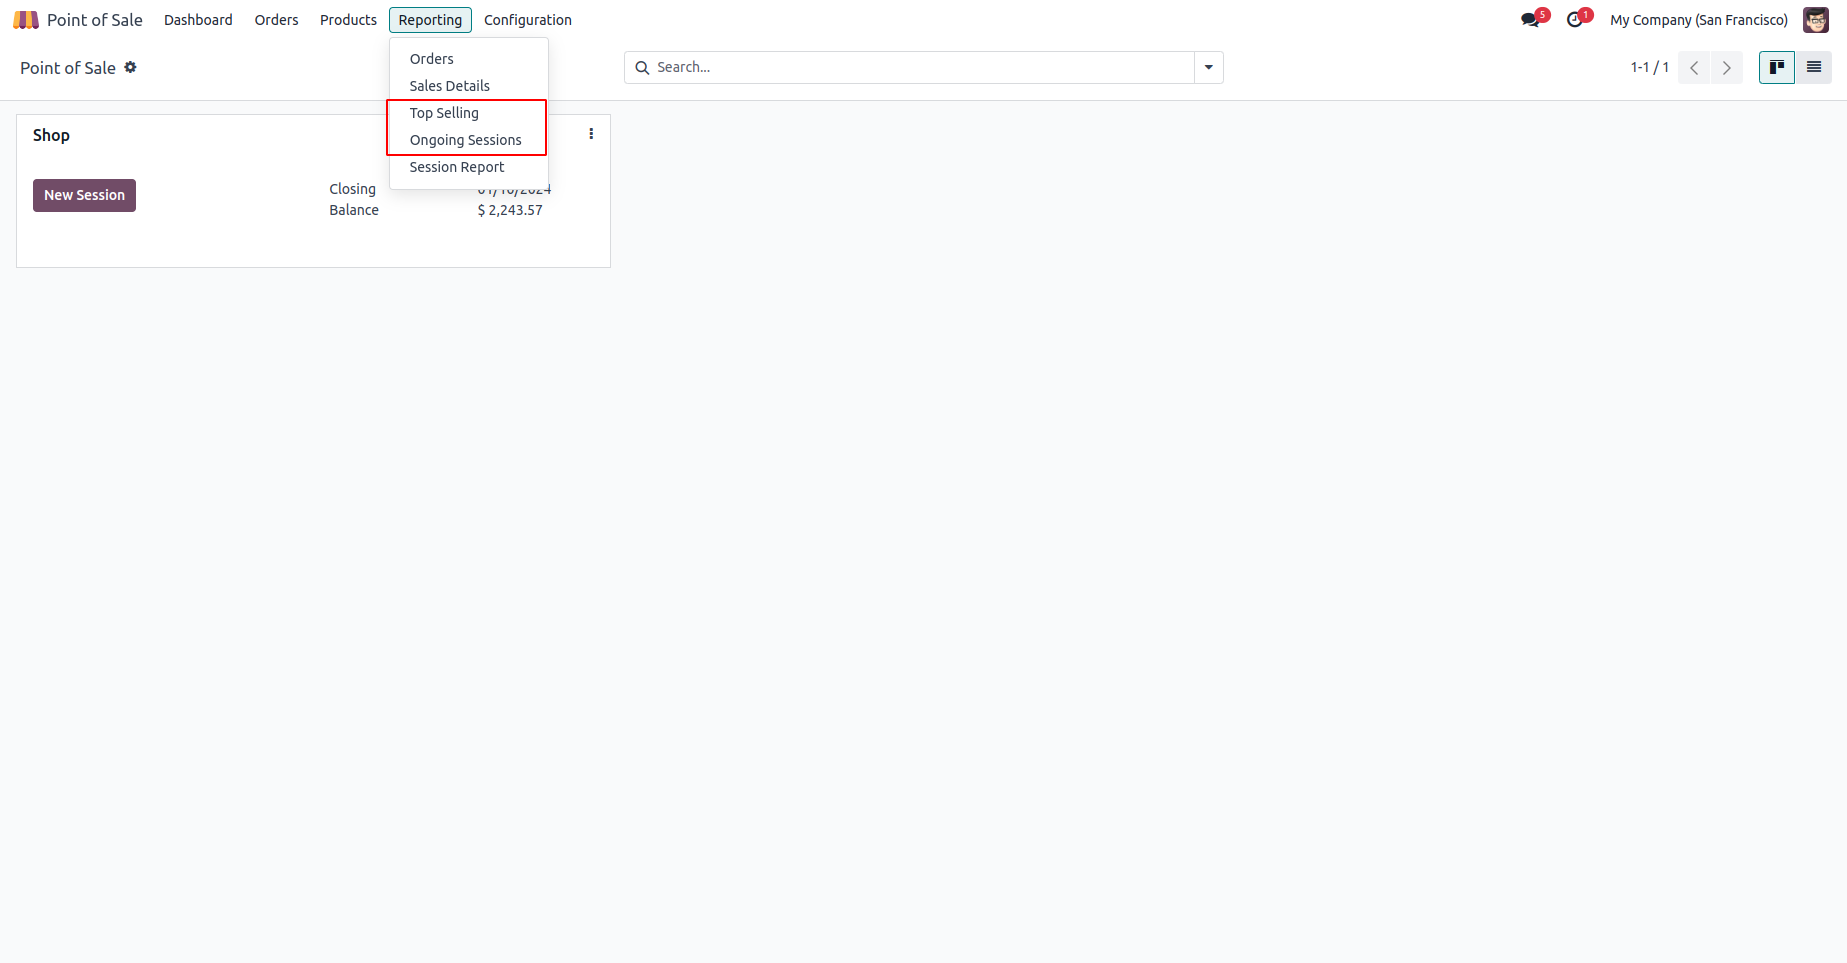 Point of Sale Dashboard Orders Products Reporting Configuration 5 1 My Company (San Francisco)
Point of Sale Search... 1-1 / 1
Orders
Sales Details
Top Selling
Ongoing Sessions
Session Report
Shop
New Session
Closing
Balance $ 2,243.57